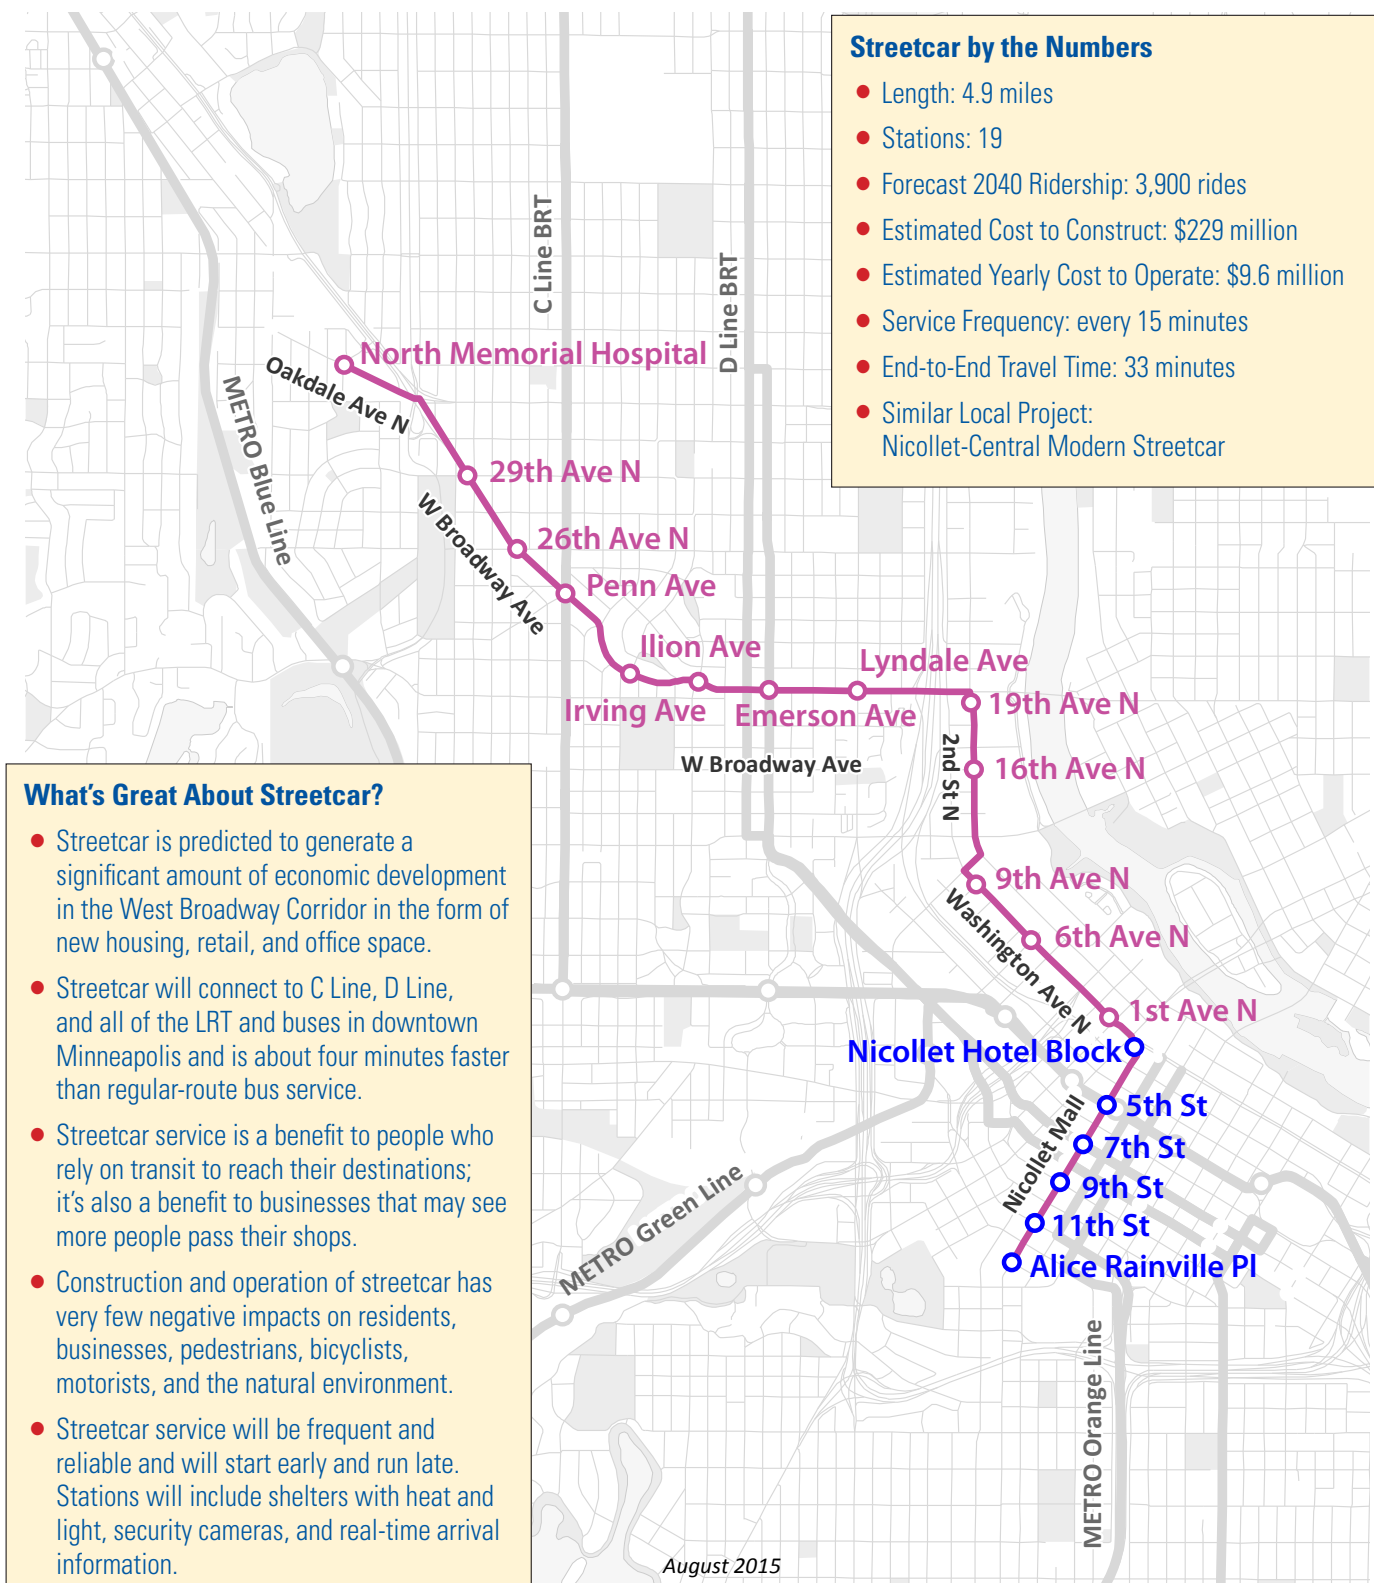 Streetcar by the Numbers
• Length: 4.9 miles
• Stations: 19
• Forecast 2040 Ridership: 3,900 rides
• Estimated Cost to Construct: $229 million
• Estimated Yearly Cost to Operate: $9.6 million
• Service Frequency: every 15 minutes
• End-to-End Travel Time: 33 minutes
• Similar Local Project:
Nicollet-Central Modern Streetcar
C Line BRT
D Line BRT
North Memorial Hospital
Oakdale Ave N
METRO Blue Line
29th Ave N
W Broadway Ave
26th Ave N
Penn Ave
Ilion Ave
Lyndale Ave
Irving Ave
Emerson Ave
19th Ave N
W Broadway Ave
2nd St N
16th Ave N
9th Ave N
Washington Ave N
6th Ave N
1st Ave N
Nicollet Hotel Block
5th St
Nicollet Mall
7th St
9th St
METRO Green Line
11th St
Alice Rainville Pl
METRO Orange Line
What's Great About Streetcar?
• Streetcar is predicted to generate a
significant amount of economic development
in the West Broadway Corridor in the form of
new housing, retail, and office space.
• Streetcar will connect to C Line, D Line,
and all of the LRT and buses in downtown
Minneapolis and is about four minutes faster
than regular-route bus service.
• Streetcar service is a benefit to people who
rely on transit to reach their destinations;
it's also a benefit to businesses that may see
more people pass their shops.
• Construction and operation of streetcar has
very few negative impacts on residents,
businesses, pedestrians, bicyclists,
motorists, and the natural environment.
• Streetcar service will be frequent and
reliable and will start early and run late.
Stations will include shelters with heat and
light, security cameras, and real-time arrival
information.
August 2015